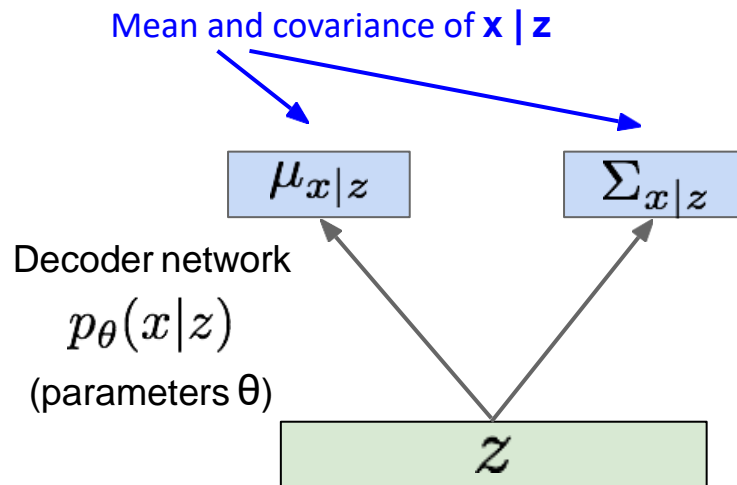 Mean and covariance of x | z
μ_{x|z} Σ_{x|z}
Decoder network
p_θ(x|z)
(parameters θ)
z